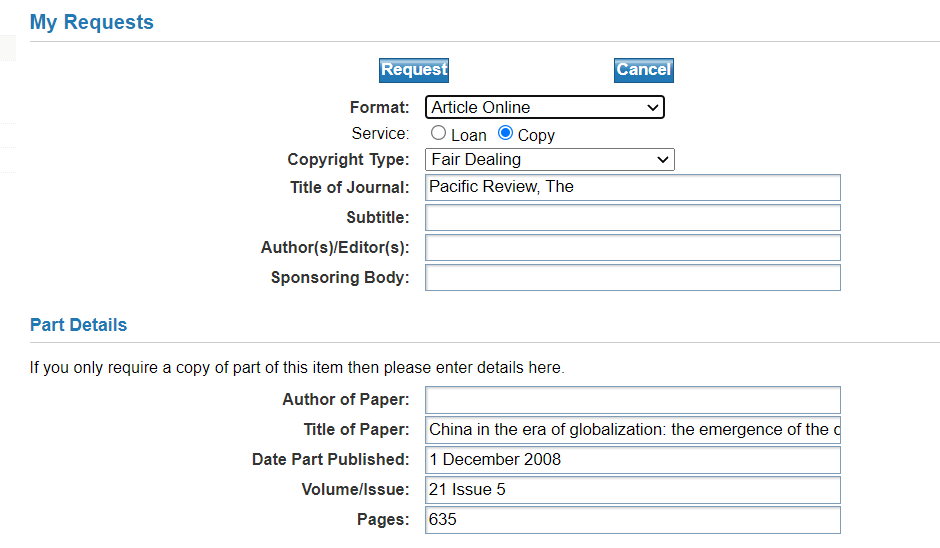 My Requests
Request Cancel
Format: Article Online
Service: Loan Copy
Copyright Type: Fair Dealing
Title of Journal: Pacific Review, The
Subtitle:
Author(s)/Editor(s):
Sponsoring Body:
Part Details
If you only require a copy of part of this item then please enter details here.
Author of Paper:
Title of Paper: China in the era of globalization: the emergence of the
Date Part Published: 1 December 2008
Volume/Issue: 21 Issue 5
Pages: 635